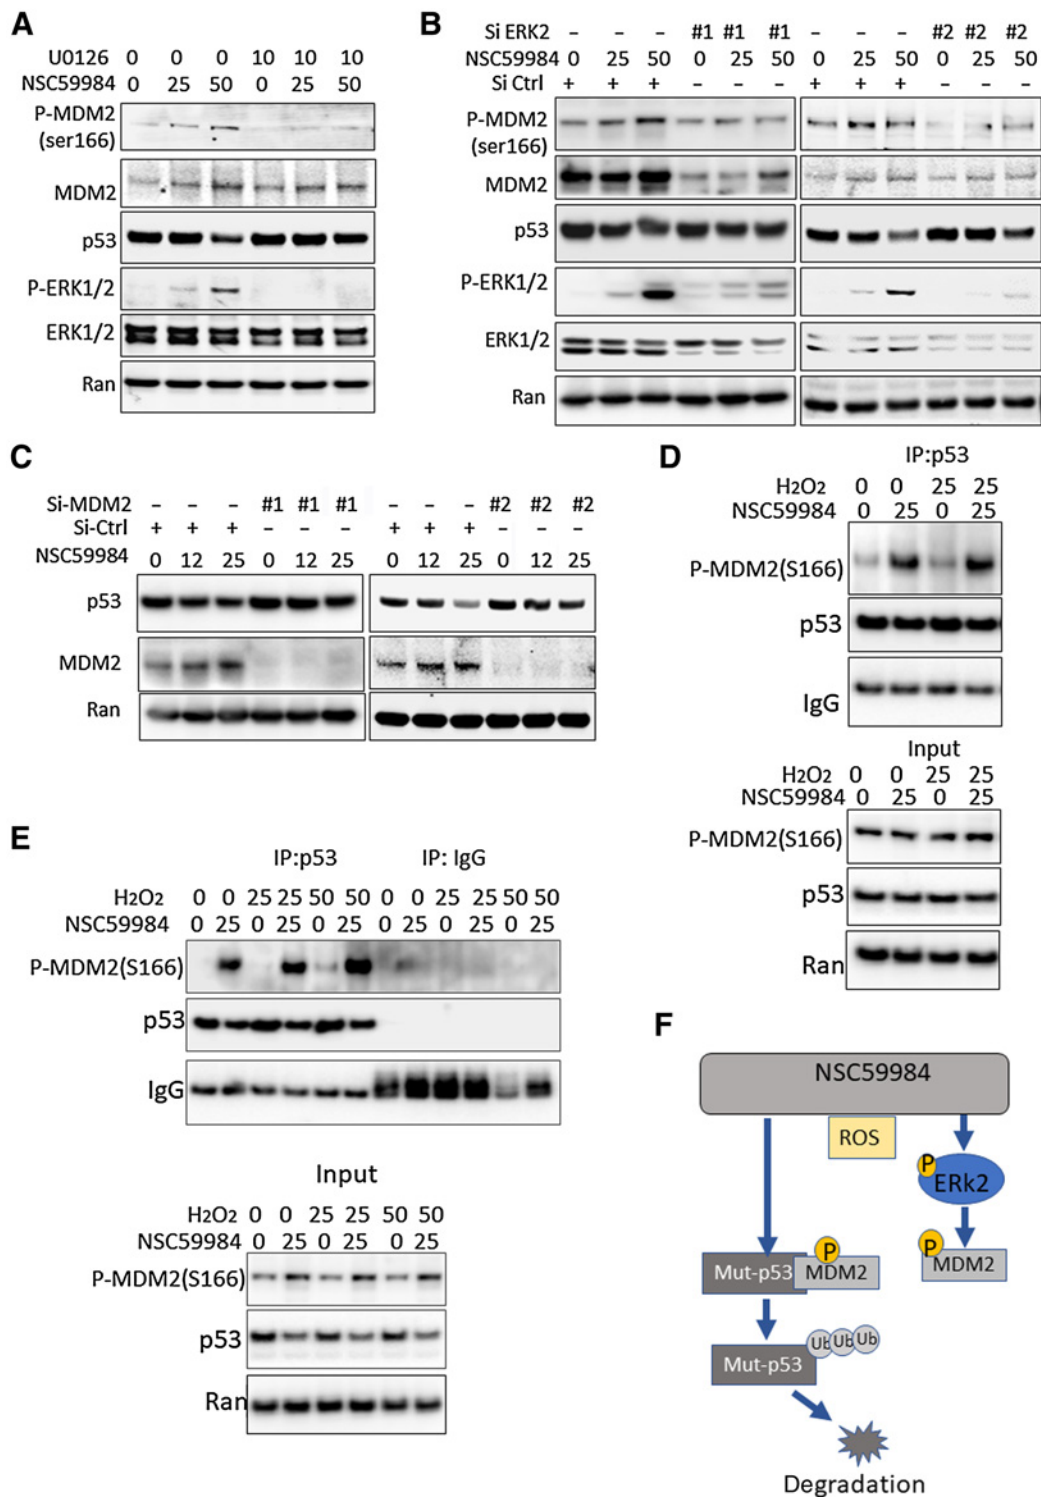 A
U0126 0 0 0 10 10 10
NSC59984 0 25 50 0 25 50
P-MDM2
(ser166)
MDM2
p53
P-ERK1/2
ERK1/2
Ran
B
Si ERK2 – – – #1 #1 #1 – – – #2 #2 #2
NSC59984 0 25 50 0 25 50 0 25 50 0 25 50
Si Ctrl + + + – – – + + + – – –
P-MDM2
(ser166)
MDM2
p53
P-ERK1/2
ERK1/2
Ran
C
Si-MDM2 – – – #1 #1 #1 – – – #2 #2 #2
Si-Ctrl + + + – – – + + + – – –
NSC59984 0 12 25 0 12 25 0 12 25 0 12 25
p53
MDM2
Ran
D
IP:p53
H2O2 0 0 25 25
NSC59984 0 25 0 25
P-MDM2(S166)
p53
IgG
Input
H2O2 0 0 25 25
NSC59984 0 25 0 25
P-MDM2(S166)
p53
Ran
E
IP:p53 IP: IgG
H2O2 0 0 25 25 50 50 0 0 25 25 50 50
NSC59984 0 25 0 25 0 25 0 25 0 25 0 25
P-MDM2(S166)
p53
IgG
Input
H2O2 0 0 25 25 50 50
NSC59984 0 25 0 25 0 25
P-MDM2(S166)
p53
Ran
F
NSC59984
ROS
P
ERk2
P
MDM2
P
Mut-p53 MDM2
Ub Ub Ub
Mut-p53
Degradation